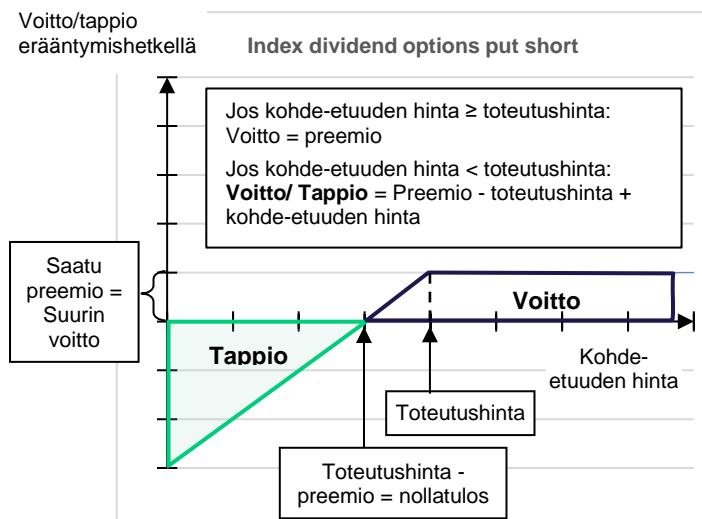 Voitto/tappio
erääntymishetkellä
Index dividend options put short
Jos kohde-etuuden hinta ≥ toteutushinta:
Voitto = preemio
Jos kohde-etuuden hinta < toteutushinta:
Voitto/ Tappio = Preemio - toteutushinta +
kohde-etuuden hinta
Saatu
preemio =
Suurin
voitto
Voitto
Tappio
Kohde-
etuuden hinta
Toteutushinta
Toteutushinta -
preemio = nollatulos